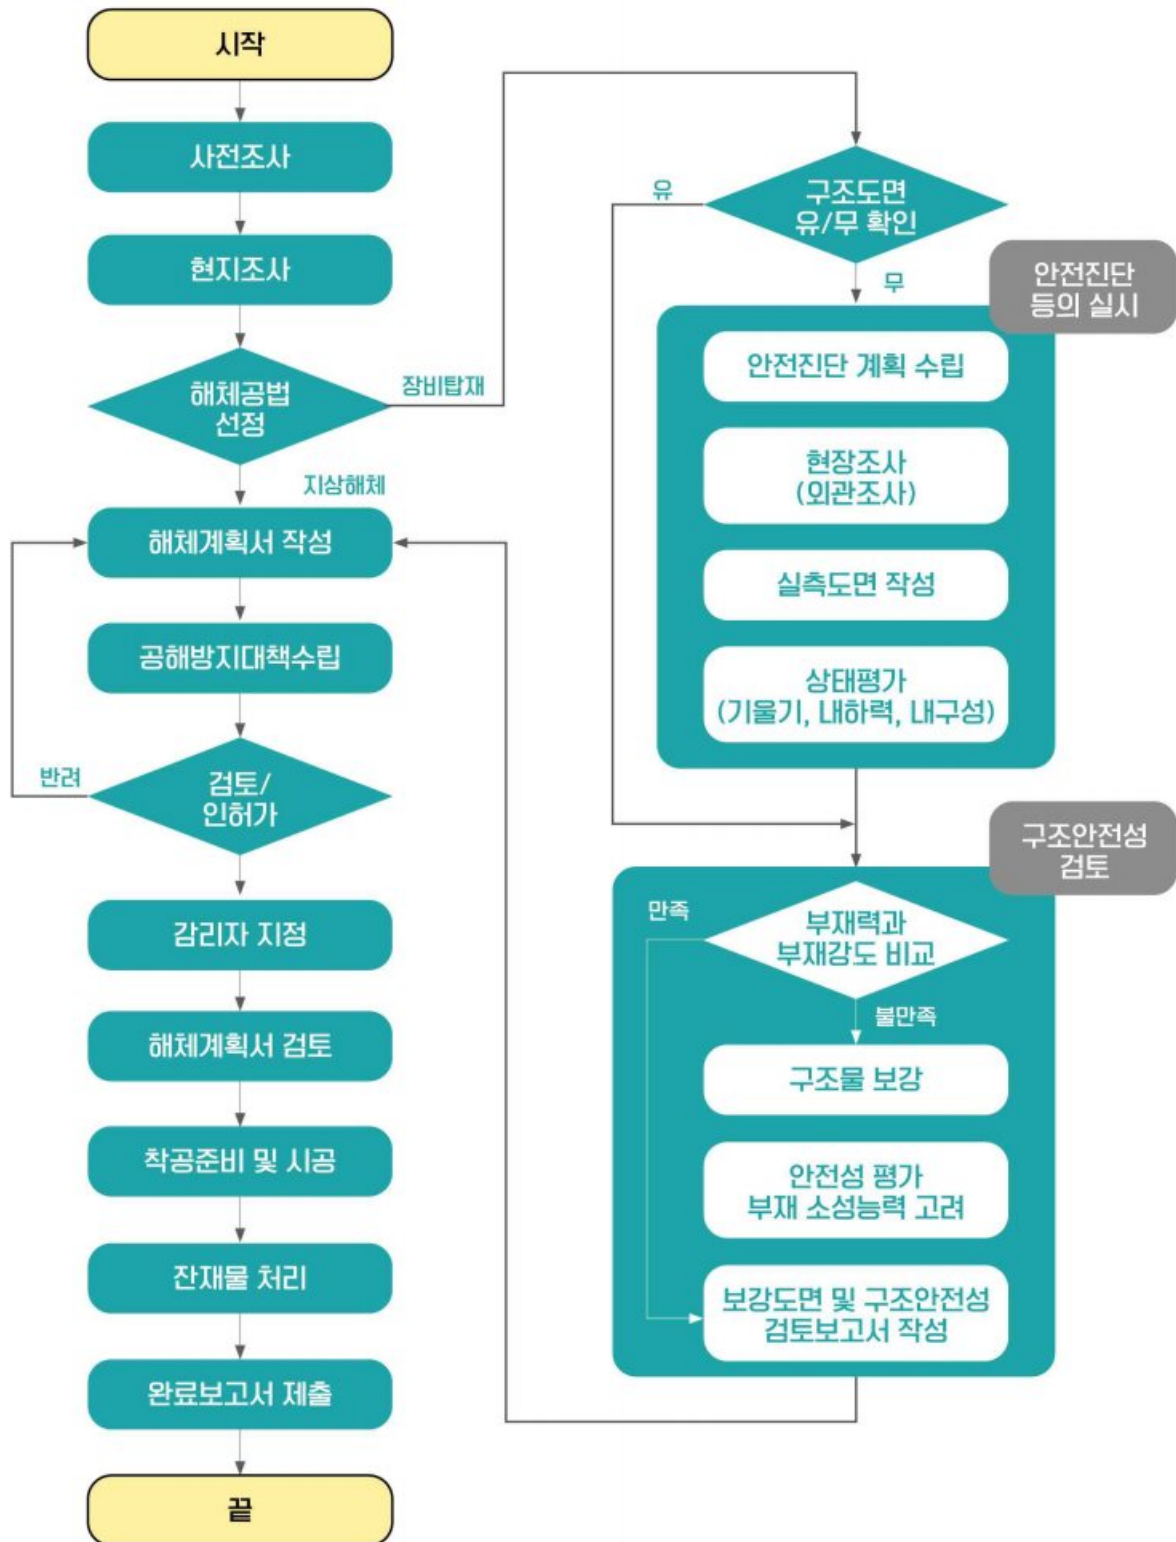 시작
사전조사
현지조사
해체공법
선정
장비탑재
지상해체
해체계획서 작성
공해방지대책수립
반려
검토/
인허가
감리자 지정
해체계획서 검토
착공준비 및 시공
잔재물 처리
완료보고서 제출
끝
구조도면
유/무 확인
유
무
안전진단
등의 실시
안전진단 계획 수립
현장조사
(외관조사)
실측도면 작성
상태평가
(기울기, 내하력, 내구성)
구조안전성
검토
만족
부재력과
부재강도 비교
불만족
구조물 보강
안전성 평가
부재 소성능력 고려
보강도면 및 구조안전성
검토보고서 작성